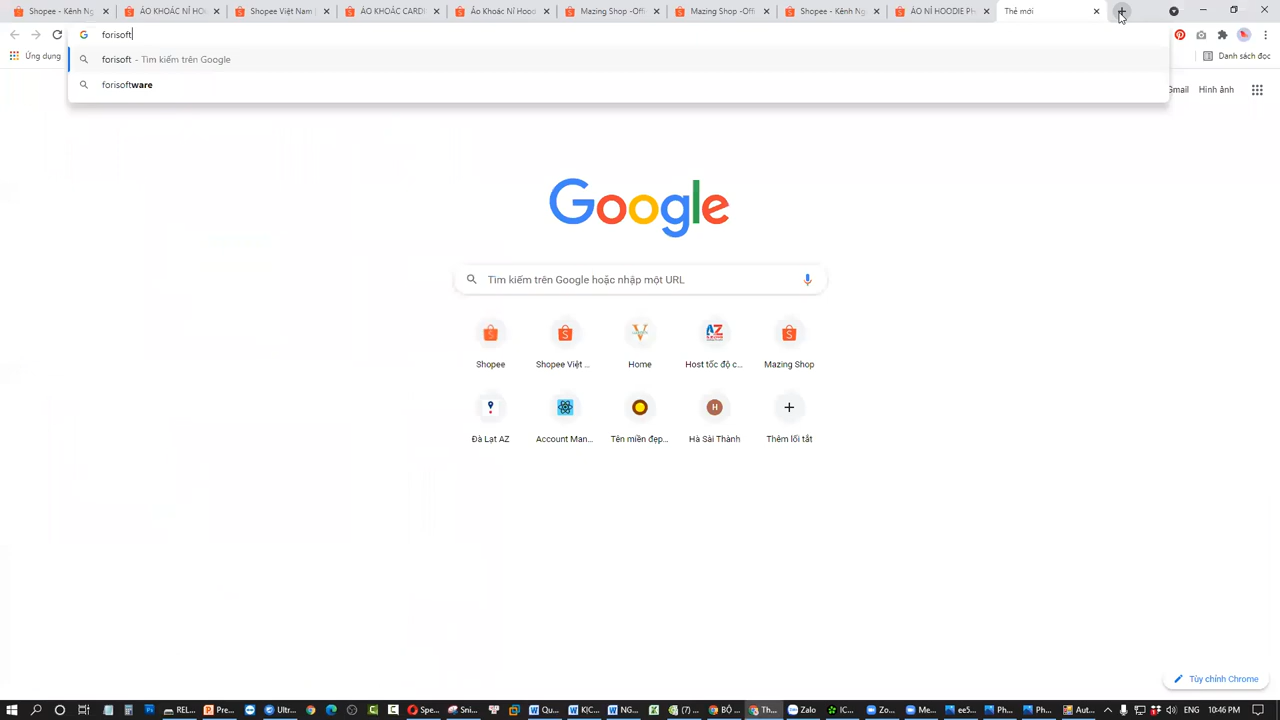 Shopee - Kênh Ng
ÁO KHOÁC NỈ HO
Shopee Việt Nam |
ÁO KHOÁC CARDI
Áo Khoác Nỉ Hood
Mazing Shop -Offi
Mazing Shop -Offi
Shopee - Kênh Ng
ÁO NỈ HOODIE PH
Thẻ mới
forisoft
Ứng dụng
Danh sách đọc
forisoft - Tìm kiếm trên Google
forisoftware
Gmail
Hình ảnh
Google
Tìm kiếm trên Google hoặc nhập một URL
Shopee
Shopee Việt ...
Home
Host tốc độ c...
Mazing Shop
Đà Lạt AZ
Account Man...
Tên miền đẹp...
Hà Sài Thành
Thêm lối tắt
Tùy chỉnh Chrome
REL...
Pre...
Ultr...
Spe...
Sni...
Qu...
KỊC...
NG...
(7) ...
BỘ ...
Th...
Zalo
IC...
Zo...
Me...
ee5...
Ph...
Ph...
Aut...
ENG
10:46 PM